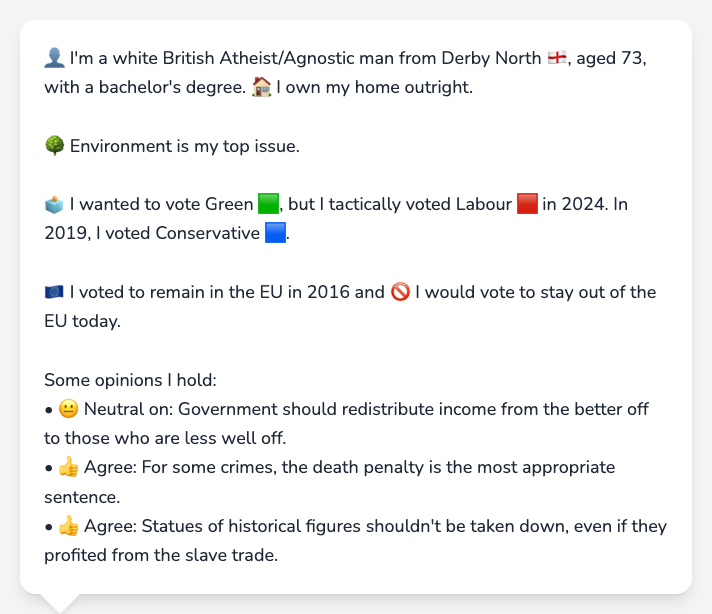 👤 I'm a white British Atheist/Agnostic man from Derby North 🏴󠁧󠁢󠁥󠁮󠁧󠁿, aged 73,
with a bachelor's degree. 🏠 I own my home outright.
🌳 Environment is my top issue.
🗳️ I wanted to vote Green 🟩, but I tactically voted Labour 🟥 in 2024. In
2019, I voted Conservative 🟦.
🇪🇺 I voted to remain in the EU in 2016 and 🚫 I would vote to stay out of the
EU today.
Some opinions I hold:
• 😐 Neutral on: Government should redistribute income from the better off
to those who are less well off.
• 👍 Agree: For some crimes, the death penalty is the most appropriate
sentence.
• 👍 Agree: Statues of historical figures shouldn't be taken down, even if they
profited from the slave trade.